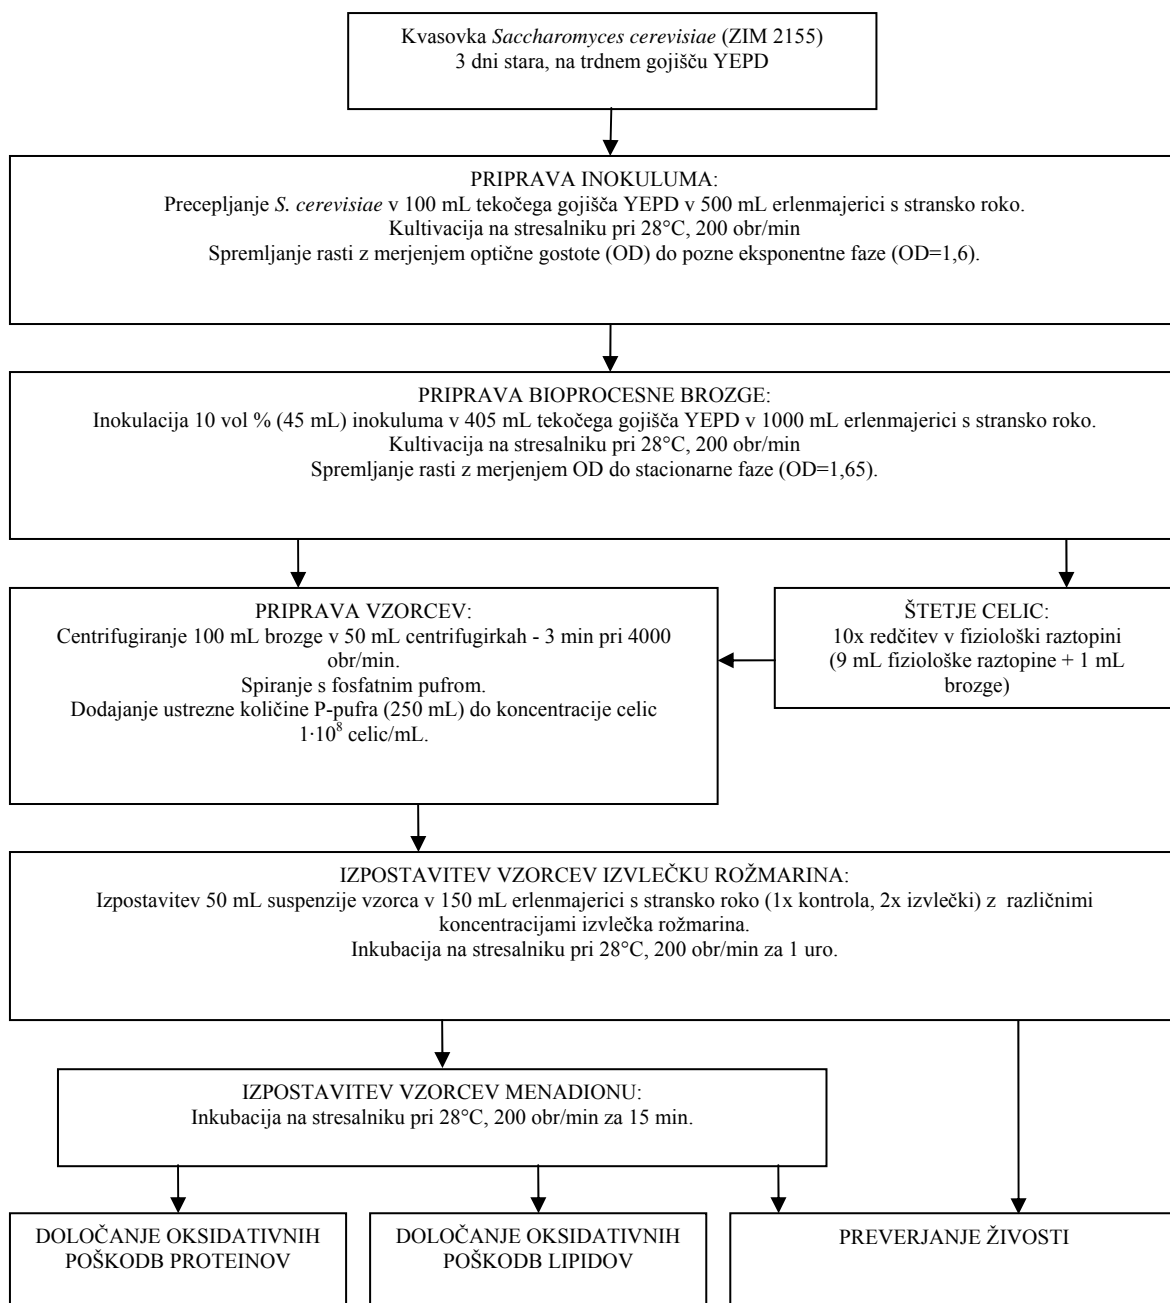 Kvasovka Saccharomyces cerevisiae (ZIM 2155)
3 dni stara, na trdnem gojišču YEPD
PRIPRAVA INOKULUMA:
Precepljanje S. cerevisiae v 100 mL tekočega gojišča YEPD v 500 mL erlenmajerici s stransko roko.
Kultivacija na stresalniku pri 28°C, 200 obr/min
Spremljanje rasti z merjenjem optične gostote (OD) do pozne eksponentne faze (OD=1,6).
PRIPRAVA BIOPROCESNE BROZGE:
Inokulacija 10 vol % (45 mL) inokuluma v 405 mL tekočega gojišča YEPD v 1000 mL erlenmajerici s stransko roko.
Kultivacija na stresalniku pri 28°C, 200 obr/min
Spremljanje rasti z merjenjem OD do stacionarne faze (OD=1,65).
PRIPRAVA VZORCEV:
Centrifugiranje 100 mL brozge v 50 mL centrifugirkah - 3 min pri 4000
obr/min.
Spiranje s fosfatnim pufrom.
Dodajanje ustrezne količine P-pufra (250 mL) do koncentracije celic
1·10⁸ celic/mL.
ŠTETJE CELIC:
10x redčitev v fiziološki raztopini
(9 mL fiziološke raztopine + 1 mL
brozge)
IZPOSTAVITEV VZORCEV IZVLEČKU ROŽMARINA:
Izpostavitev 50 mL suspenzije vzorca v 150 mL erlenmajerici s stransko roko (1x kontrola, 2x izvlečki) z različnimi
koncentracijami izvlečka rožmarina.
Inkubacija na stresalniku pri 28°C, 200 obr/min za 1 uro.
IZPOSTAVITEV VZORCEV MENADIONU:
Inkubacija na stresalniku pri 28°C, 200 obr/min za 15 min.
DOLOČANJE OKSIDATIVNIH
POŠKODB PROTEINOV
DOLOČANJE OKSIDATIVNIH
POŠKODB LIPIDOV
PREVERJANJE ŽIVOSTI